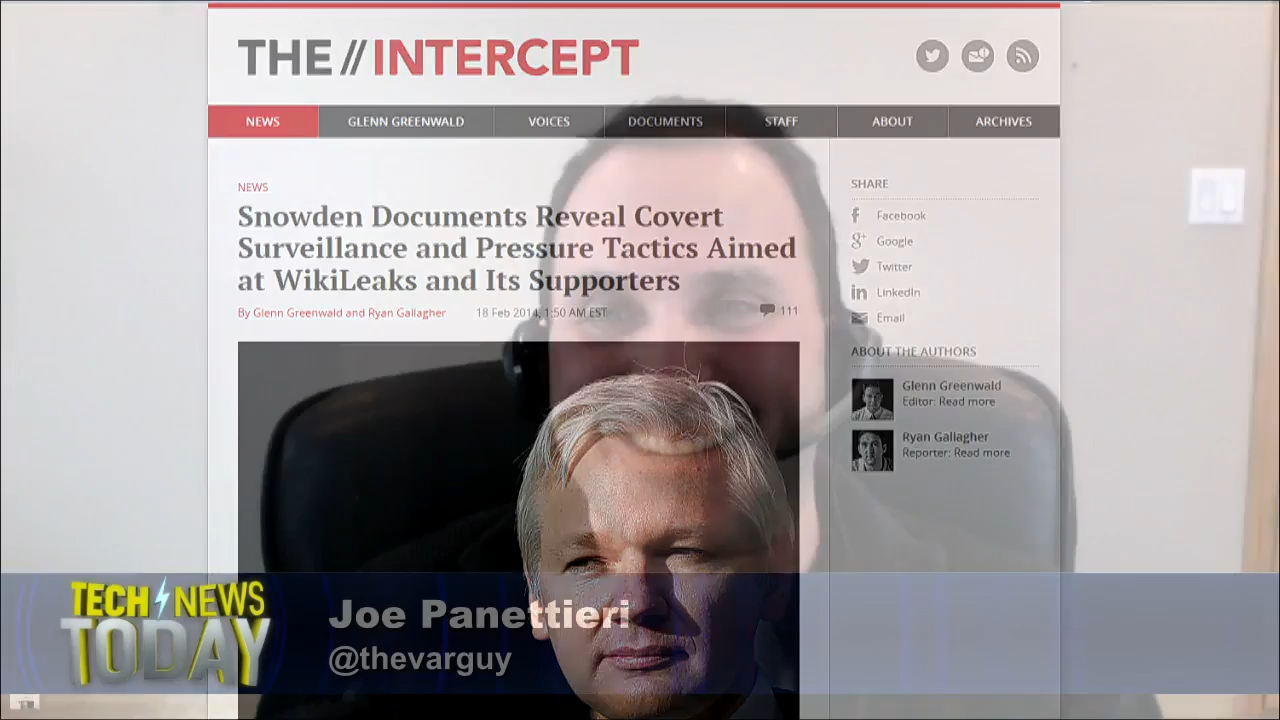 THE // INTERCEPT
NEWS GLENN GREENWALD VOICES DOCUMENTS STAFF ABOUT ARCHIVES
NEWS
Snowden Documents Reveal Covert
Surveillance and Pressure Tactics Aimed
at WikiLeaks and Its Supporters
By Glenn Greenwald and Ryan Gallagher 18 Feb 2014, 1:50 AM EST 111
SHARE
Facebook
Google
Twitter
LinkedIn
Email
ABOUT THE AUTHORS
Glenn Greenwald
Editor: Read more
Ryan Gallagher
Reporter: Read more
TECH NEWS
TODAY
Joe Panettieri
@thevarguy